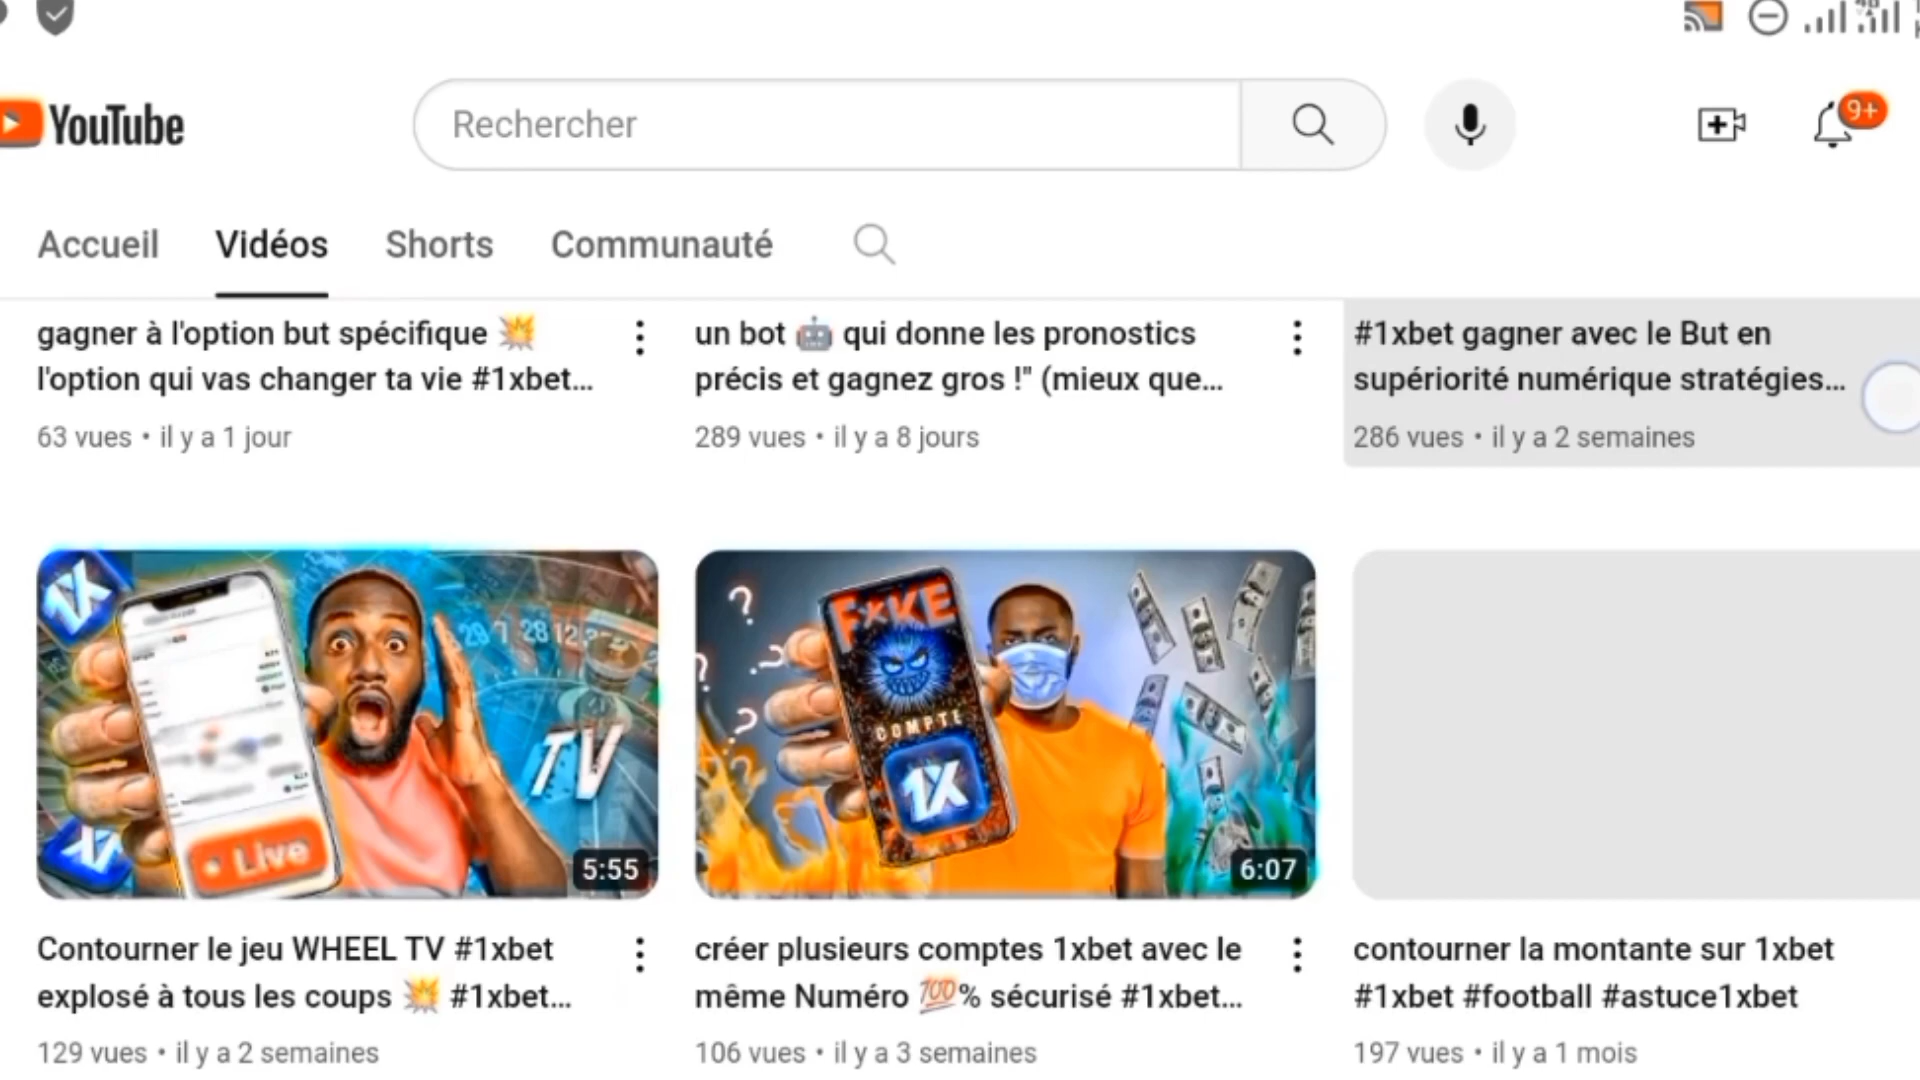 YouTube
Rechercher
9+
Accueil
Vidéos
Shorts
Communauté
gagner à l'option but spécifique 💥
l'option qui vas changer ta vie #1xbet...
63 vues • il y a 1 jour
un bot 🤖 qui donne les pronostics
précis et gagnez gros !" (mieux que...
289 vues • il y a 8 jours
#1xbet gagner avec le But en
supériorité numérique stratégies...
286 vues • il y a 2 semaines
1X
28 12
TV
Live
5:55
F*KE
COMPTE
1X
6:07
Contourner le jeu WHEEL TV #1xbet
explosé à tous les coups 💥 #1xbet...
129 vues • il y a 2 semaines
créer plusieurs comptes 1xbet avec le
même Numéro 💯% sécurisé #1xbet...
106 vues • il y a 3 semaines
contourner la montante sur 1xbet
#1xbet #football #astuce1xbet
197 vues • il y a 1 mois